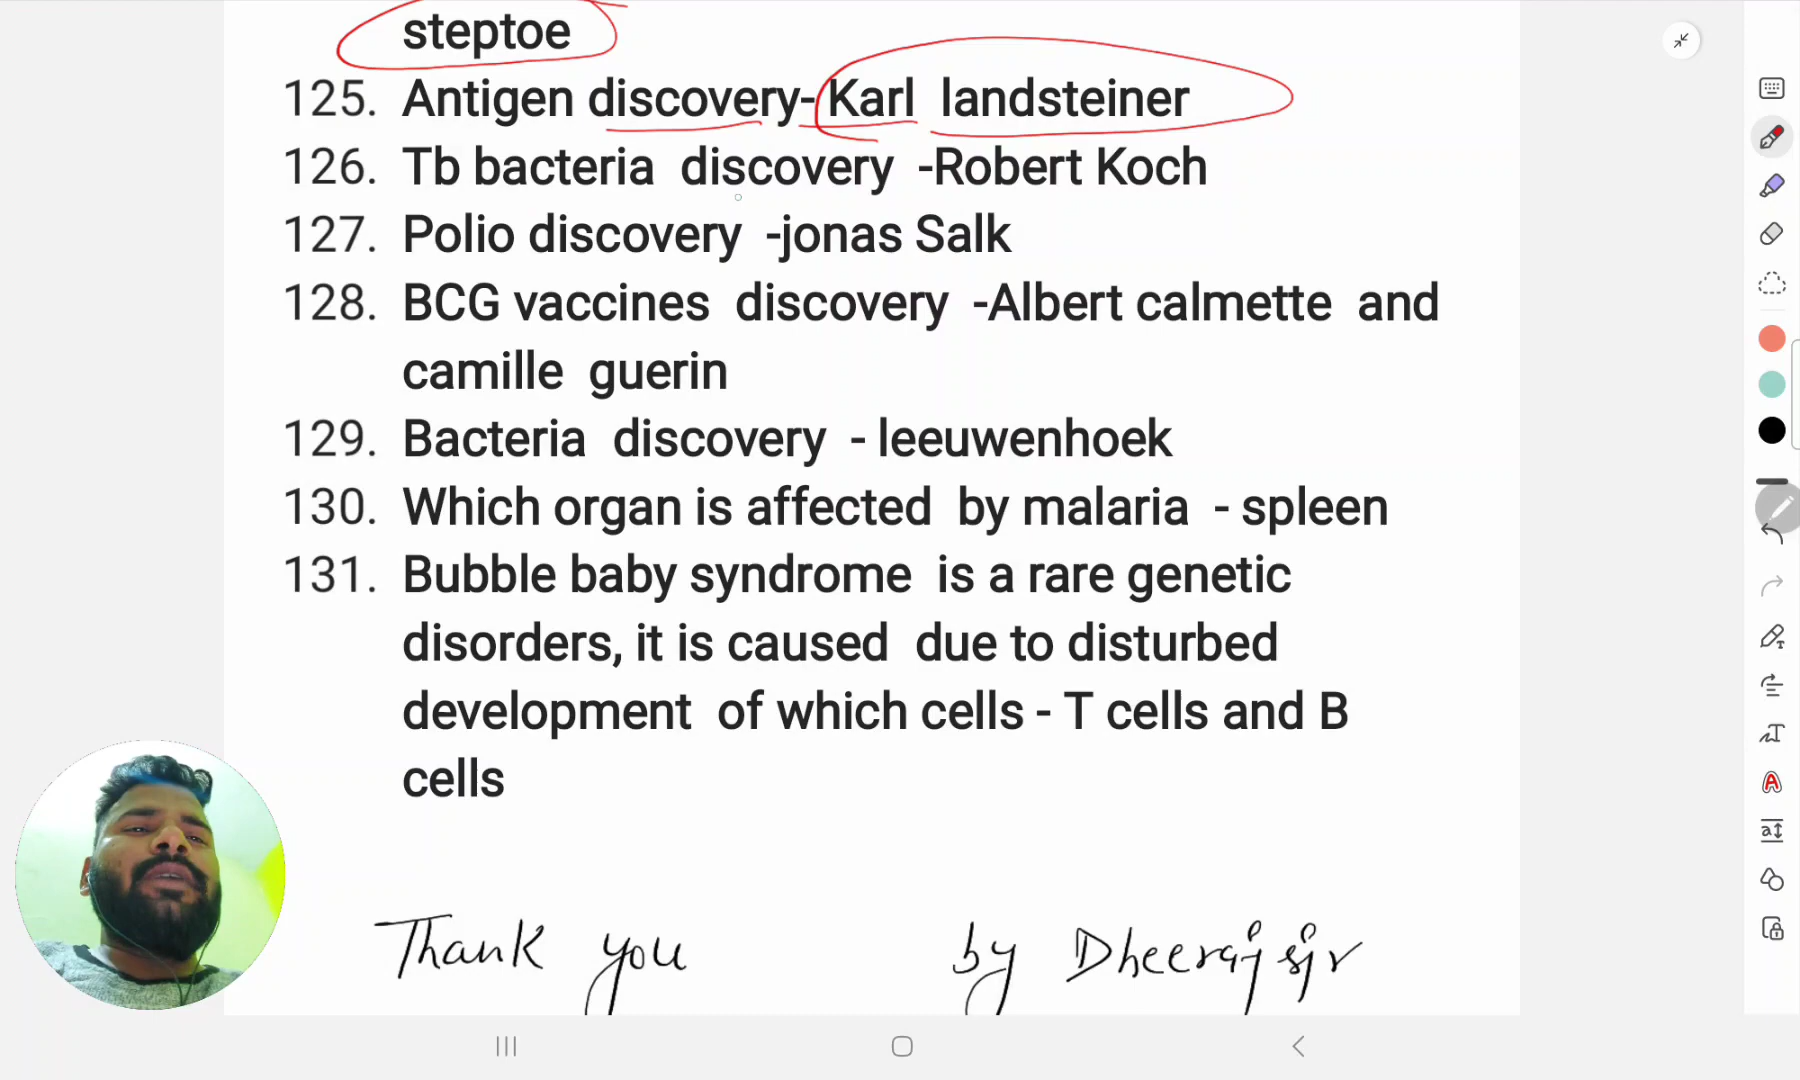 steptoe
125. Antigen discovery- Karl landsteiner
126. Tb bacteria discovery -Robert Koch
127. Polio discovery -jonas Salk
128. BCG vaccines discovery -Albert calmette and
camille guerin
129. Bacteria discovery - leeuwenhoek
130. Which organ is affected by malaria - spleen
131. Bubble baby syndrome is a rare genetic
disorders, it is caused due to disturbed
development of which cells - T cells and B
cells
Thank you by Dheeraj sir